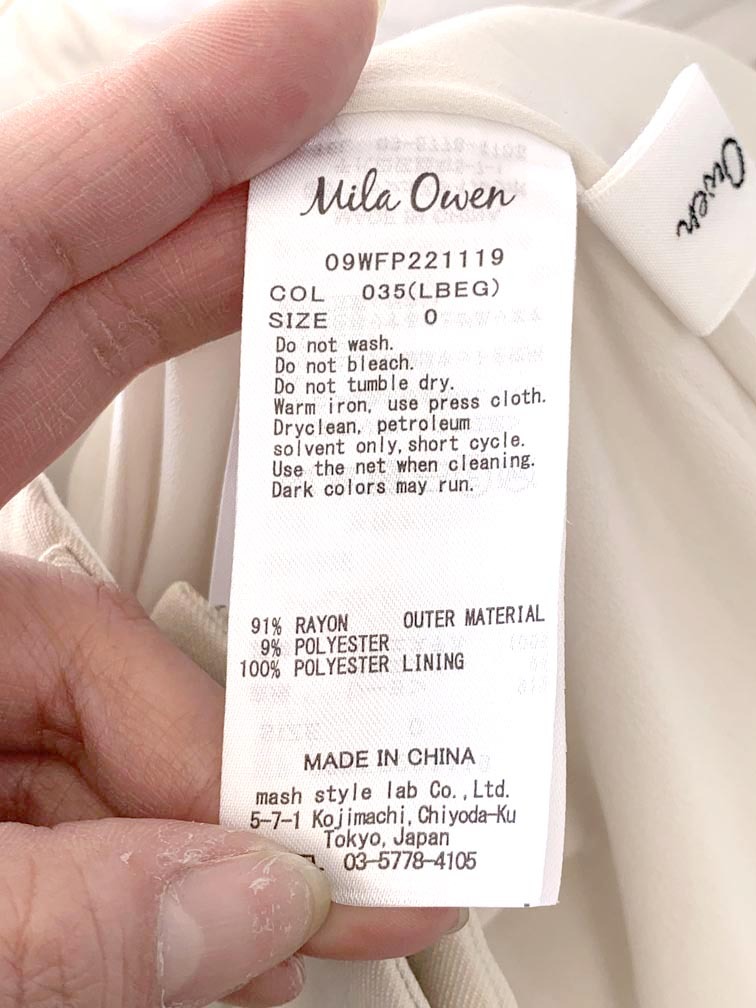 Mila Owen
Owen
09WFP221119
COL 035(LBEG)
SIZE 0
Do not wash.
Do not bleach.
Do not tumble dry.
Warm iron, use press cloth.
Dryclean, petroleum
solvent only, short cycle.
Use the net when cleaning.
Dark colors may run.
91% RAYON OUTER MATERIAL
9% POLYESTER
100% POLYESTER LINING
MADE IN CHINA
mash style lab Co., Ltd.
5-7-1 Kojimachi, Chiyoda-Ku
Tokyo, Japan
03-5778-4105